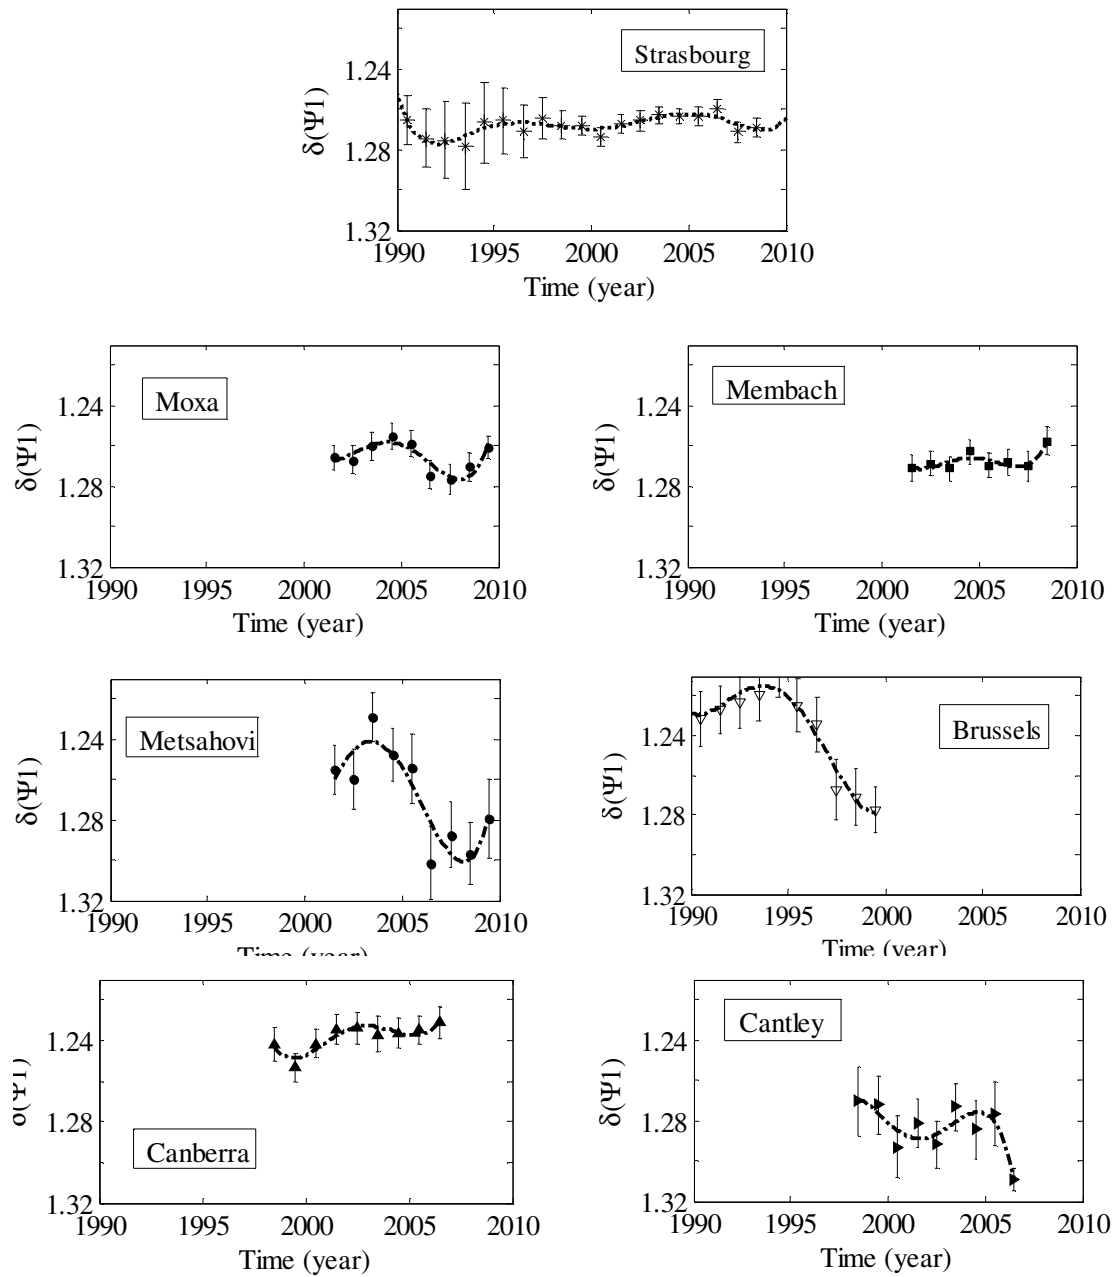 Strasbourg
δ(Ψ1)
1.24
1.28
1.32
1990 1995 2000 2005 2010
Time (year)
Moxa
δ(Ψ1)
1.24
1.28
1.32
1990 1995 2000 2005 2010
Time (year)
Membach
δ(Ψ1)
1.24
1.28
1.32
1990 1995 2000 2005 2010
Time (year)
Metsahovi
δ(Ψ1)
1.24
1.28
1.32
1990 1995 2000 2005 2010
Time (year)
Brussels
δ(Ψ1)
1.24
1.28
1.32
1990 1995 2000 2005 2010
Time (year)
Canberra
δ(Ψ1)
1.24
1.28
1.32
1990 1995 2000 2005 2010
Time (year)
Cantley
δ(Ψ1)
1.24
1.28
1.32
1990 1995 2000 2005 2010
Time (year)